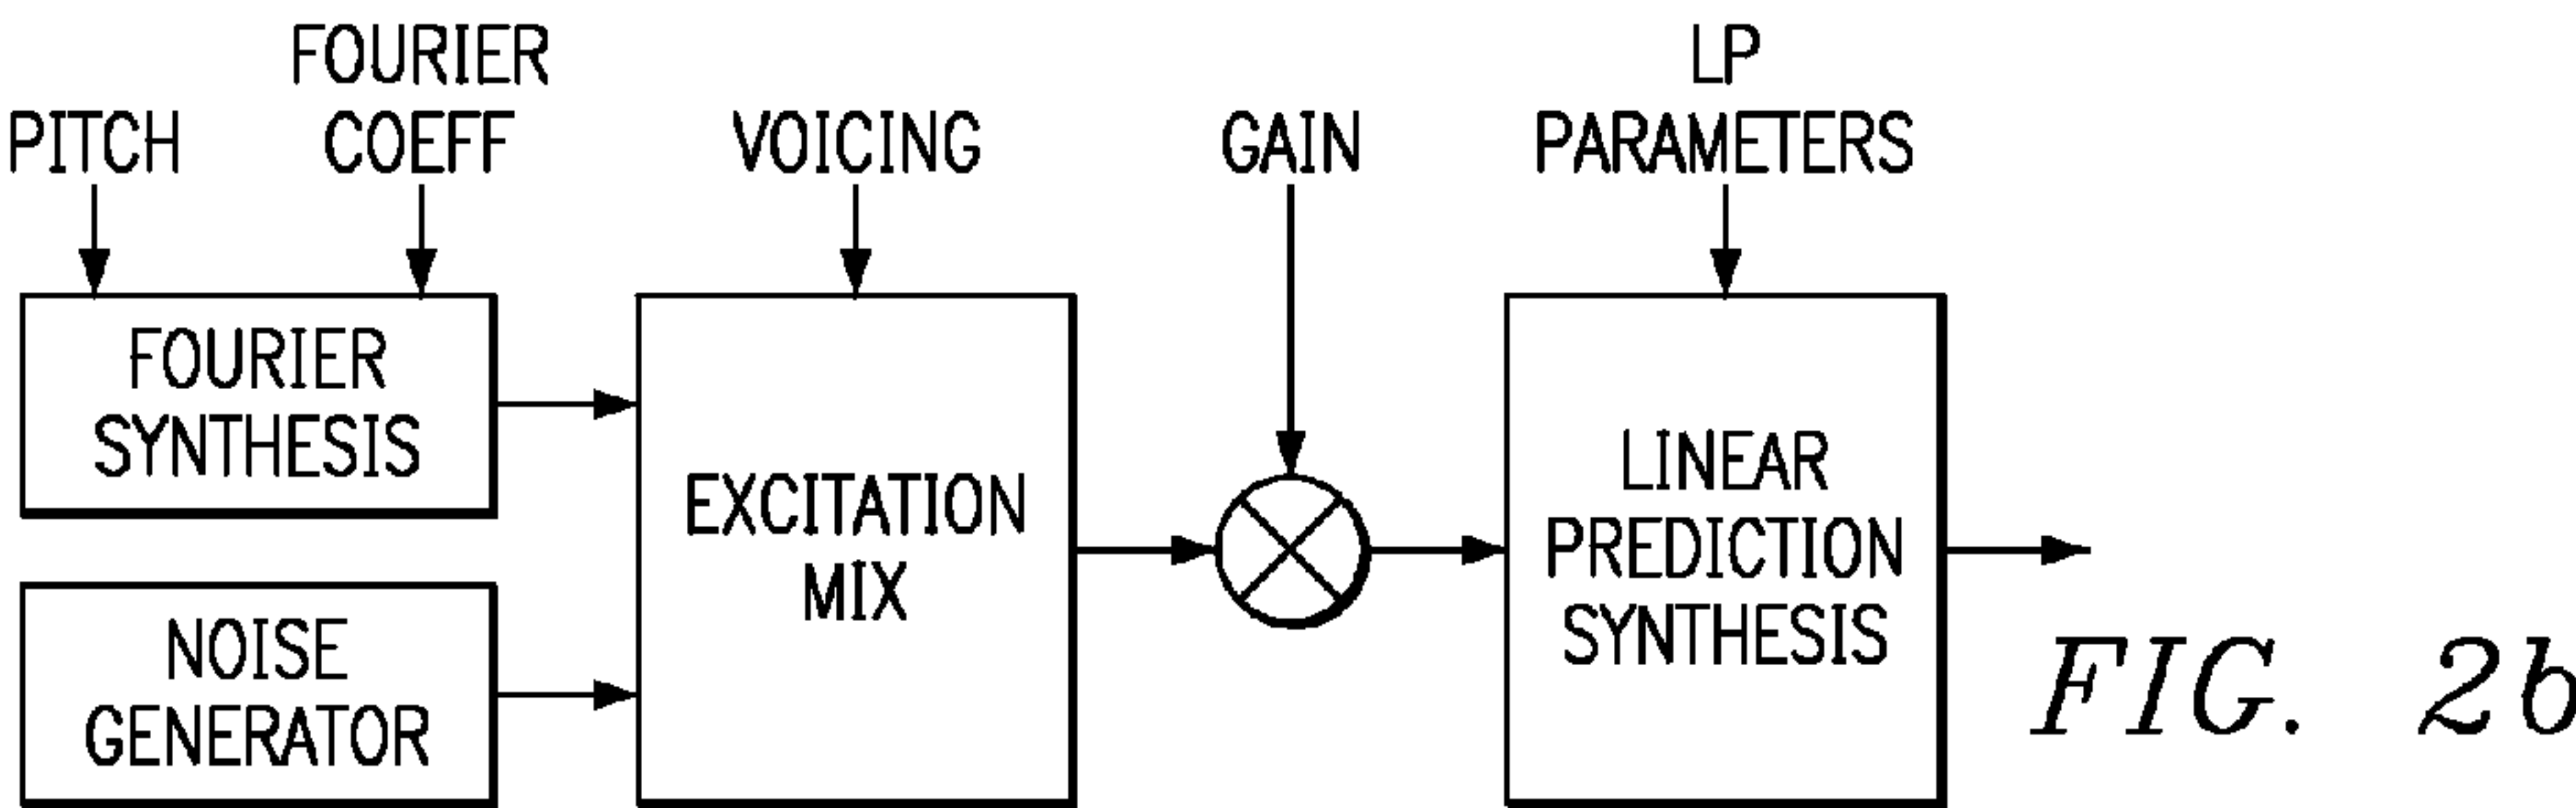 PITCH
FOURIER
COEFF
VOICING
GAIN
LP
PARAMETERS
FOURIER
SYNTHESIS
NOISE
GENERATOR
EXCITATION
MIX
LINEAR
PREDICTION
SYNTHESIS
FIG. 2b